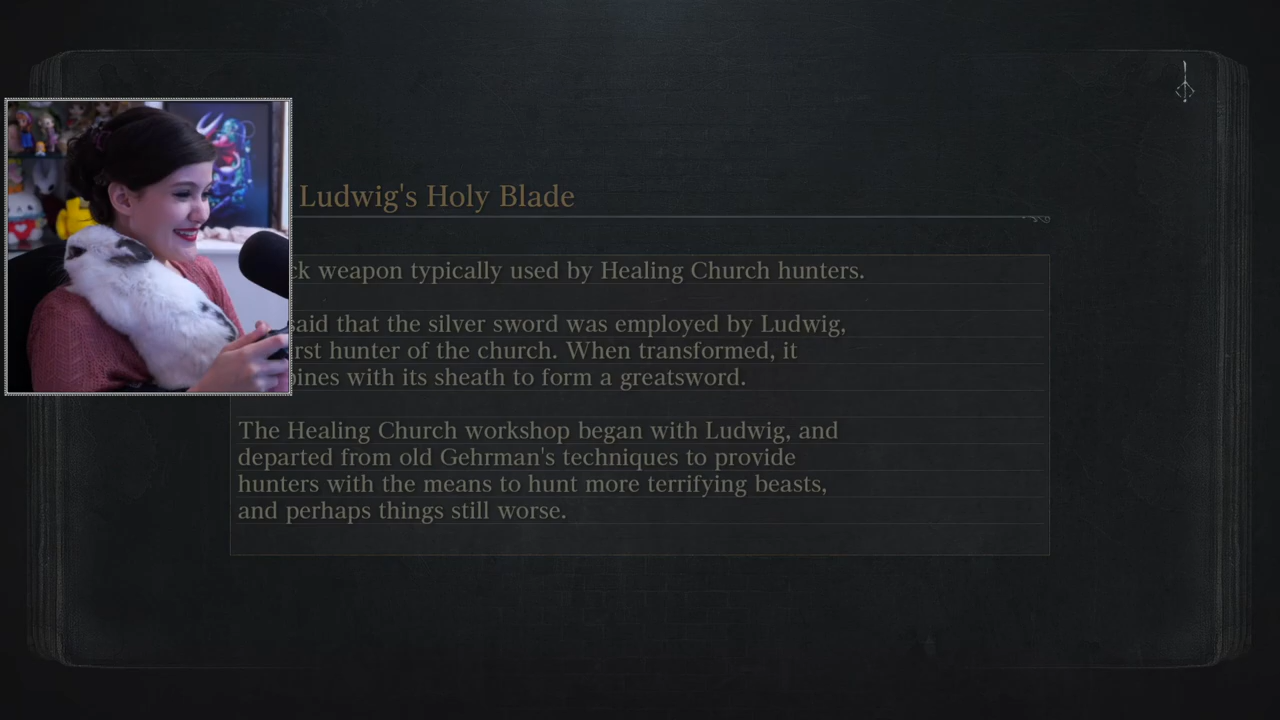 Ludwig's Holy Blade
weapon typically used by Healing Church hunters.
said that the silver sword was employed by Ludwig,
hunter of the church. When transformed, it
with its sheath to form a greatsword.
The Healing Church workshop began with Ludwig, and
departed from old Gehrman's techniques to provide
hunters with the means to hunt more terrifying beasts,
and perhaps things still worse.